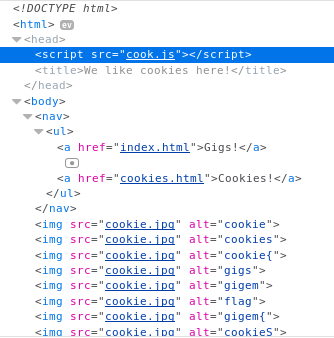 <!DOCTYPE html>
<html> ev
<head>
<script src="cook.js"></script>
<title>We like cookies here!</title>
</head>
<body>
<nav>
<ul>
<a href="index.html">Gigs!</a>
<a href="cookies.html">Cookies!</a>
</ul>
</nav>
<img src="cookie.jpg" alt="cookie">
<img src="cookie.jpg" alt="cookies">
<img src="cookie.jpg" alt="cookie{">
<img src="cookie.jpg" alt="gigs">
<img src="cookie.jpg" alt="gigem">
<img src="cookie.jpg" alt="flag">
<img src="cookie.jpg" alt="gigem{">
<img src="cookie.jpg" alt="cookieS">